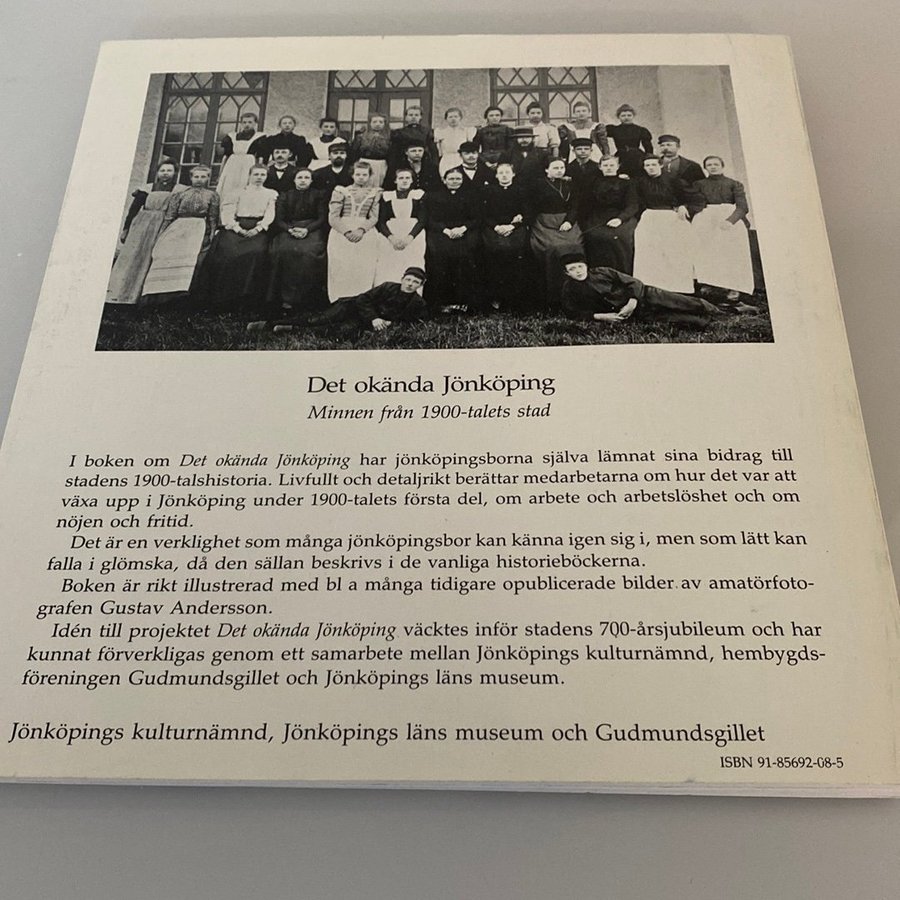 Det okända Jönköping
Minnen från 1900-talets stad
I boken om Det okända Jönköping har jönköpingsborna själva lämnat sina bidrag till
stadens 1900-talshistoria. Livfullt och detaljrikt berättar medarbetarna om hur det var att
växa upp i Jönköping under 1900-talets första del, om arbete och arbetslöshet och om
nöjen och fritid.
Det är en verklighet som många jönköpingsbor kan känna igen sig i, men som lätt kan
falla i glömska, då den sällan beskrivs i de vanliga historieböckerna.
Boken är rikt illustrerad med bl a många tidigare opublicerade bilder av amatörfoto-
grafen Gustav Andersson.
Idén till projektet Det okända Jönköping väcktes inför stadens 700-årsjubileum och har
kunnat förverkligas genom ett samarbete mellan Jönköpings kulturnämnd, hembygds-
föreningen Gudmundsgillet och Jönköpings läns museum.
Jönköpings kulturnämnd, Jönköpings läns museum och Gudmundsgillet
ISBN 91-85692-08-5